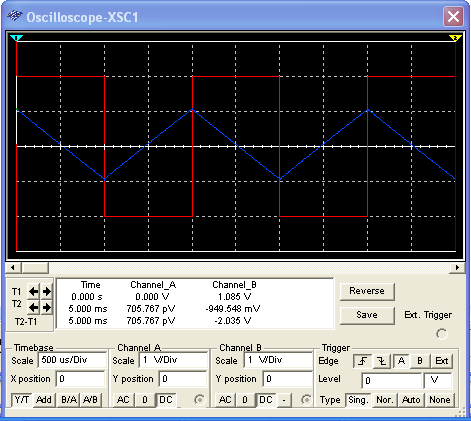 Oscilloscope-XSC1
1
2
Time Channel_A Channel_B
T1 0.000 s 0.000 V 1.085 V
T2 5.000 ms 705.767 pV -949.548 mV
T2-T1 5.000 ms 705.767 pV -2.035 V
Reverse
Save
Ext. Trigger
Timebase
Scale 500 us/Div
X position 0
Y/T Add B/A A/B
Channel A
Scale 1 V/Div
Y position 0
AC 0 DC
Channel B
Scale 1 V/Div
Y position 0
AC 0 DC -
Trigger
Edge A B Ext
Level 0 V
Type Sing. Nor. Auto None